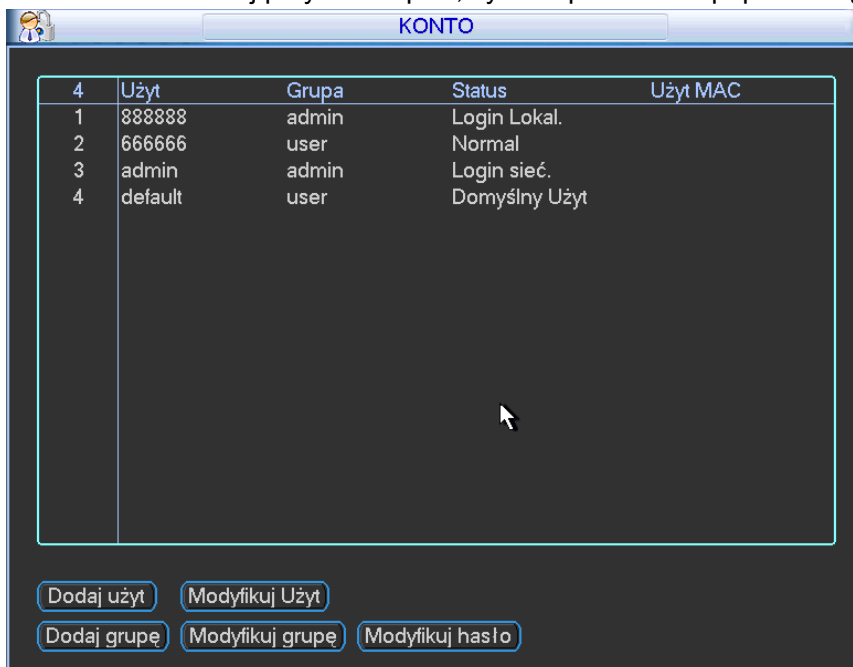 KONTO
4 Użyt Grupa Status Użyt MAC
1 888888 admin Login Lokal.
2 666666 user Normal
3 admin admin Login sieć.
4 default user Domyślny Użyt
Dodaj użyt Modyfikuj Użyt
Dodaj grupę Modyfikuj grupę Modyfikuj hasło